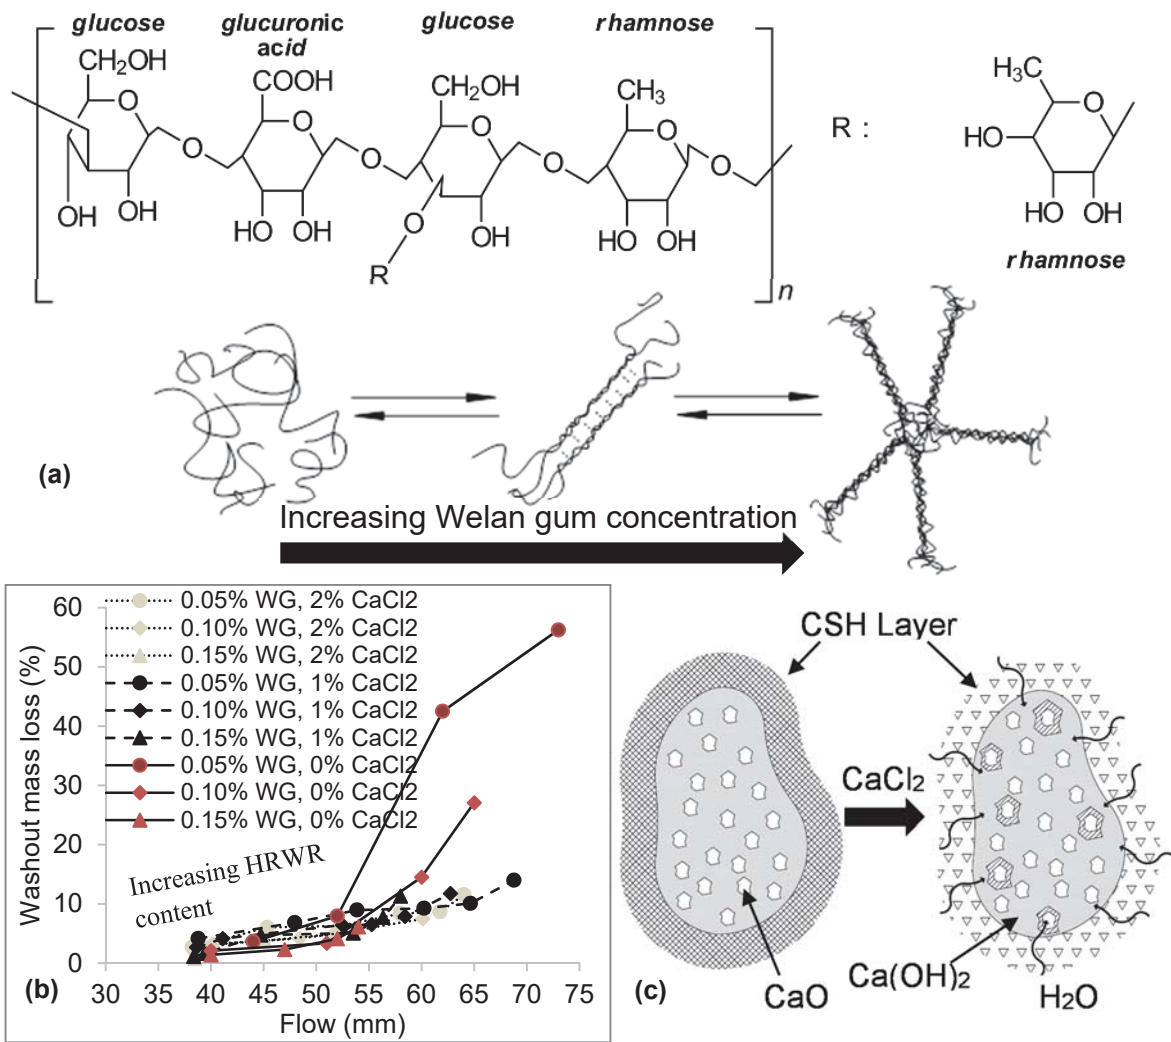 glucose
glucuronic
acid
glucose
rhamnose
CH2OH
COOH
CH2OH
CH3
H3C
O
O
O
O
O
O
O
O
O
R :
HO
OH
OH
HO
OH
O
OH
HO
OH
HO
OH
R
n
rhamnose
(a)
Increasing Welan gum concentration
Washout mass loss (%)
60
50
40
30
20
10
0
0.05% WG, 2% CaCl2
0.10% WG, 2% CaCl2
0.15% WG, 2% CaCl2
0.05% WG, 1% CaCl2
0.10% WG, 1% CaCl2
0.15% WG, 1% CaCl2
0.05% WG, 0% CaCl2
0.10% WG, 0% CaCl2
0.15% WG, 0% CaCl2
Increasing HRWR
content
(b)
30 35 40 45 50 55 60 65 70 75
Flow (mm)
CSH Layer
CaCl2
(c)
CaO
Ca(OH)2
H2O